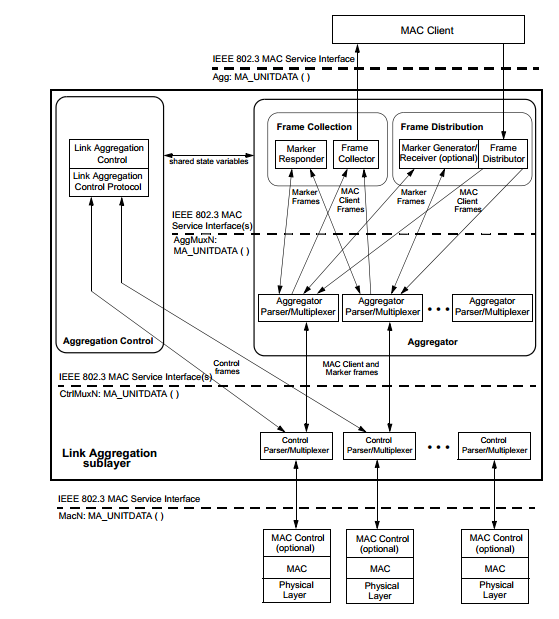 MAC Client
IEEE 802.3 MAC Service Interface
Agg: MA_UNITDATA ( )
Frame Collection
Frame Distribution
Link Aggregation
Control
Link Aggregation
Control Protocol
shared state variables
Marker
Responder
Frame
Collector
Marker Generator/
Receiver (optional)
Frame
Distributor
Marker
Frames
MAC
Client
Frames
Marker
Frames
MAC
Client
Frames
IEEE 802.3 MAC
Service Interface(s)
AggMuxN:
MA_UNITDATA ( )
Aggregator
Parser/Multiplexer
Aggregator
Parser/Multiplexer
• • •
Aggregator
Parser/Multiplexer
Aggregation Control
Aggregator
Control
frames
MAC Client and
Marker frames
IEEE 802.3 MAC Service Interface(s)
CtrlMuxN: MA_UNITDATA ( )
Link Aggregation
sublayer
Control
Parser/Multiplexer
Control
Parser/Multiplexer
• • •
Control
Parser/Multiplexer
IEEE 802.3 MAC Service Interface
MacN: MA_UNITDATA ( )
MAC Control
(optional)
MAC
Physical
Layer
MAC Control
(optional)
MAC
Physical
Layer
MAC Control
(optional)
MAC
Physical
Layer